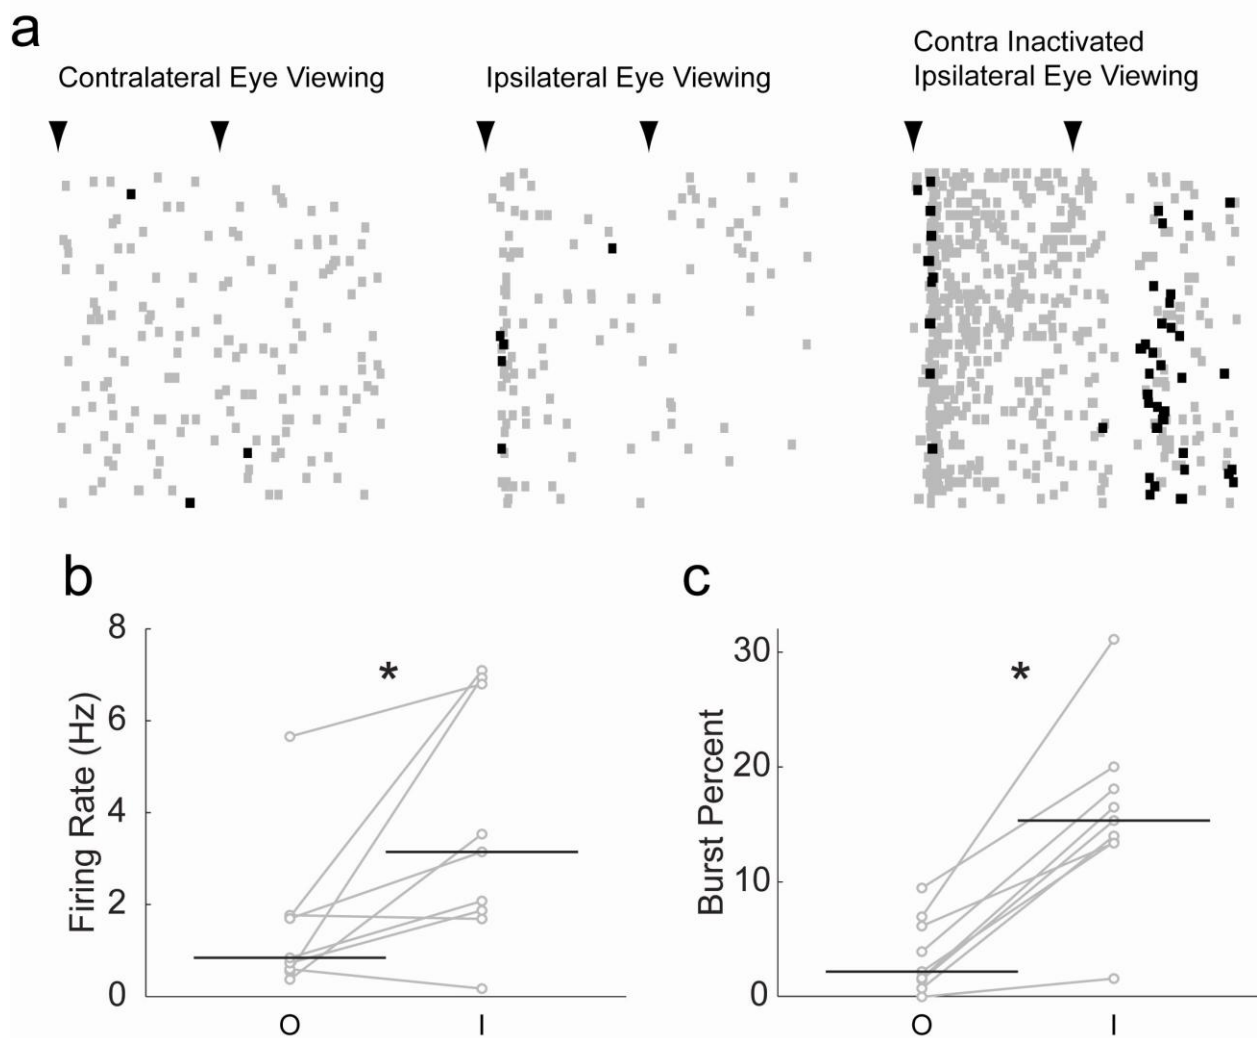 a
Contralateral Eye Viewing
Ipsilateral Eye Viewing
Contra Inactivated
Ipsilateral Eye Viewing
b
c
Firing Rate (Hz)
8
6
4
2
0
*
O
I
Burst Percent
30
20
10
0
*
O
I